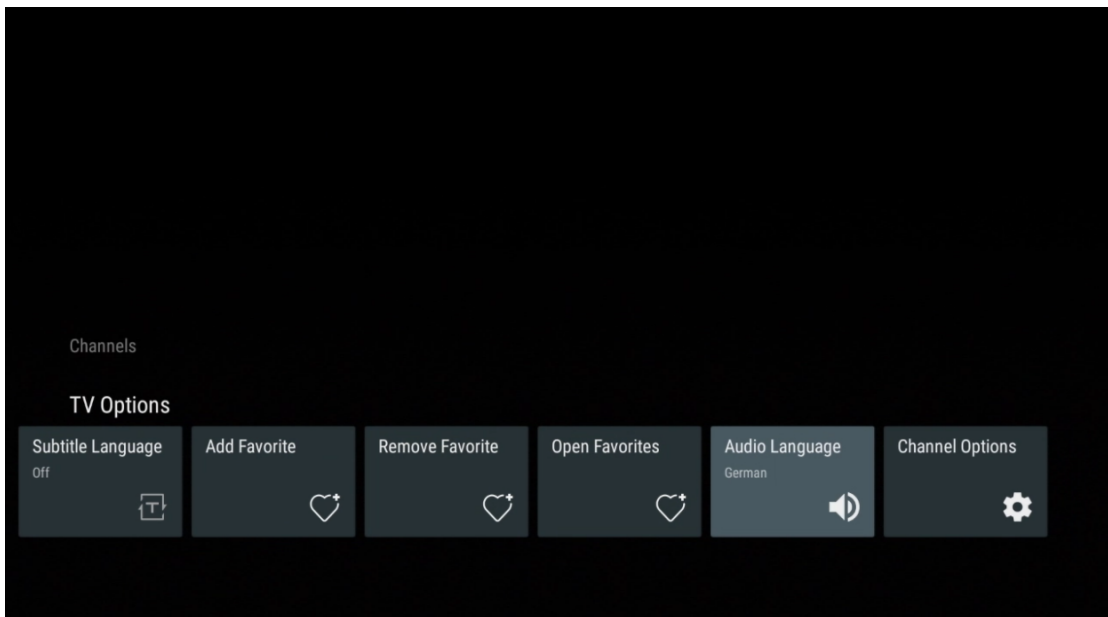 Channels
TV Options
Subtitle Language
Off
Add Favorite
Remove Favorite
Open Favorites
Audio Language
German
Channel Options